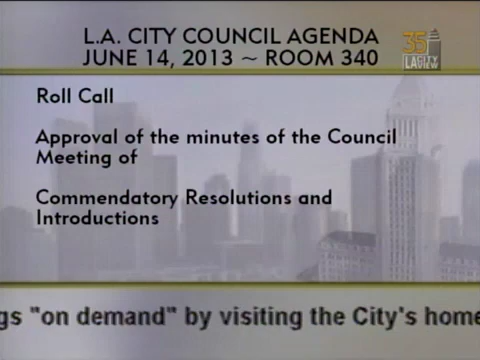 L.A. CITY COUNCIL AGENDA
JUNE 14, 2013 ~ ROOM 340
35
LA CITY
VIEW
Roll Call
Approval of the minutes of the Council
Meeting of
Commendatory Resolutions and
Introductions
gs "on demand" by visiting the City's home